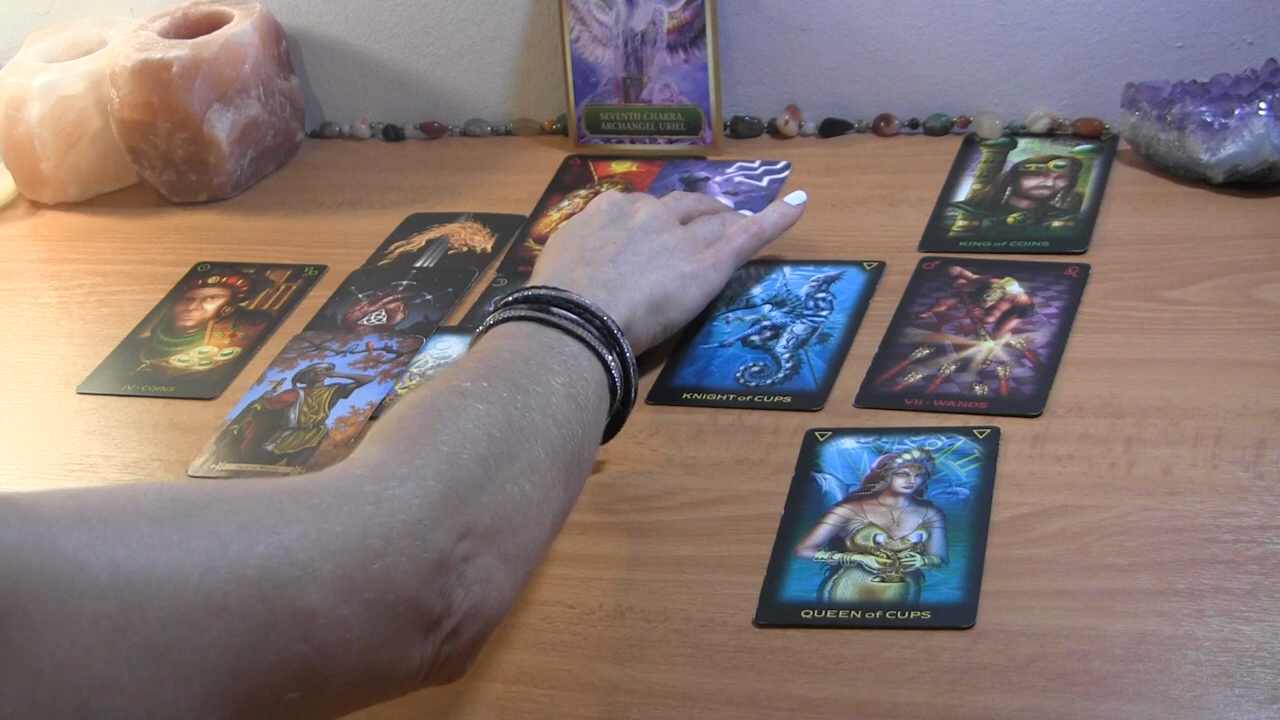 SEVENTH CHAKRA,
ARCHANGEL URIEL
KING of COINS
IV · COINS
KNIGHT of CUPS
VII · WANDS
QUEEN of CUPS